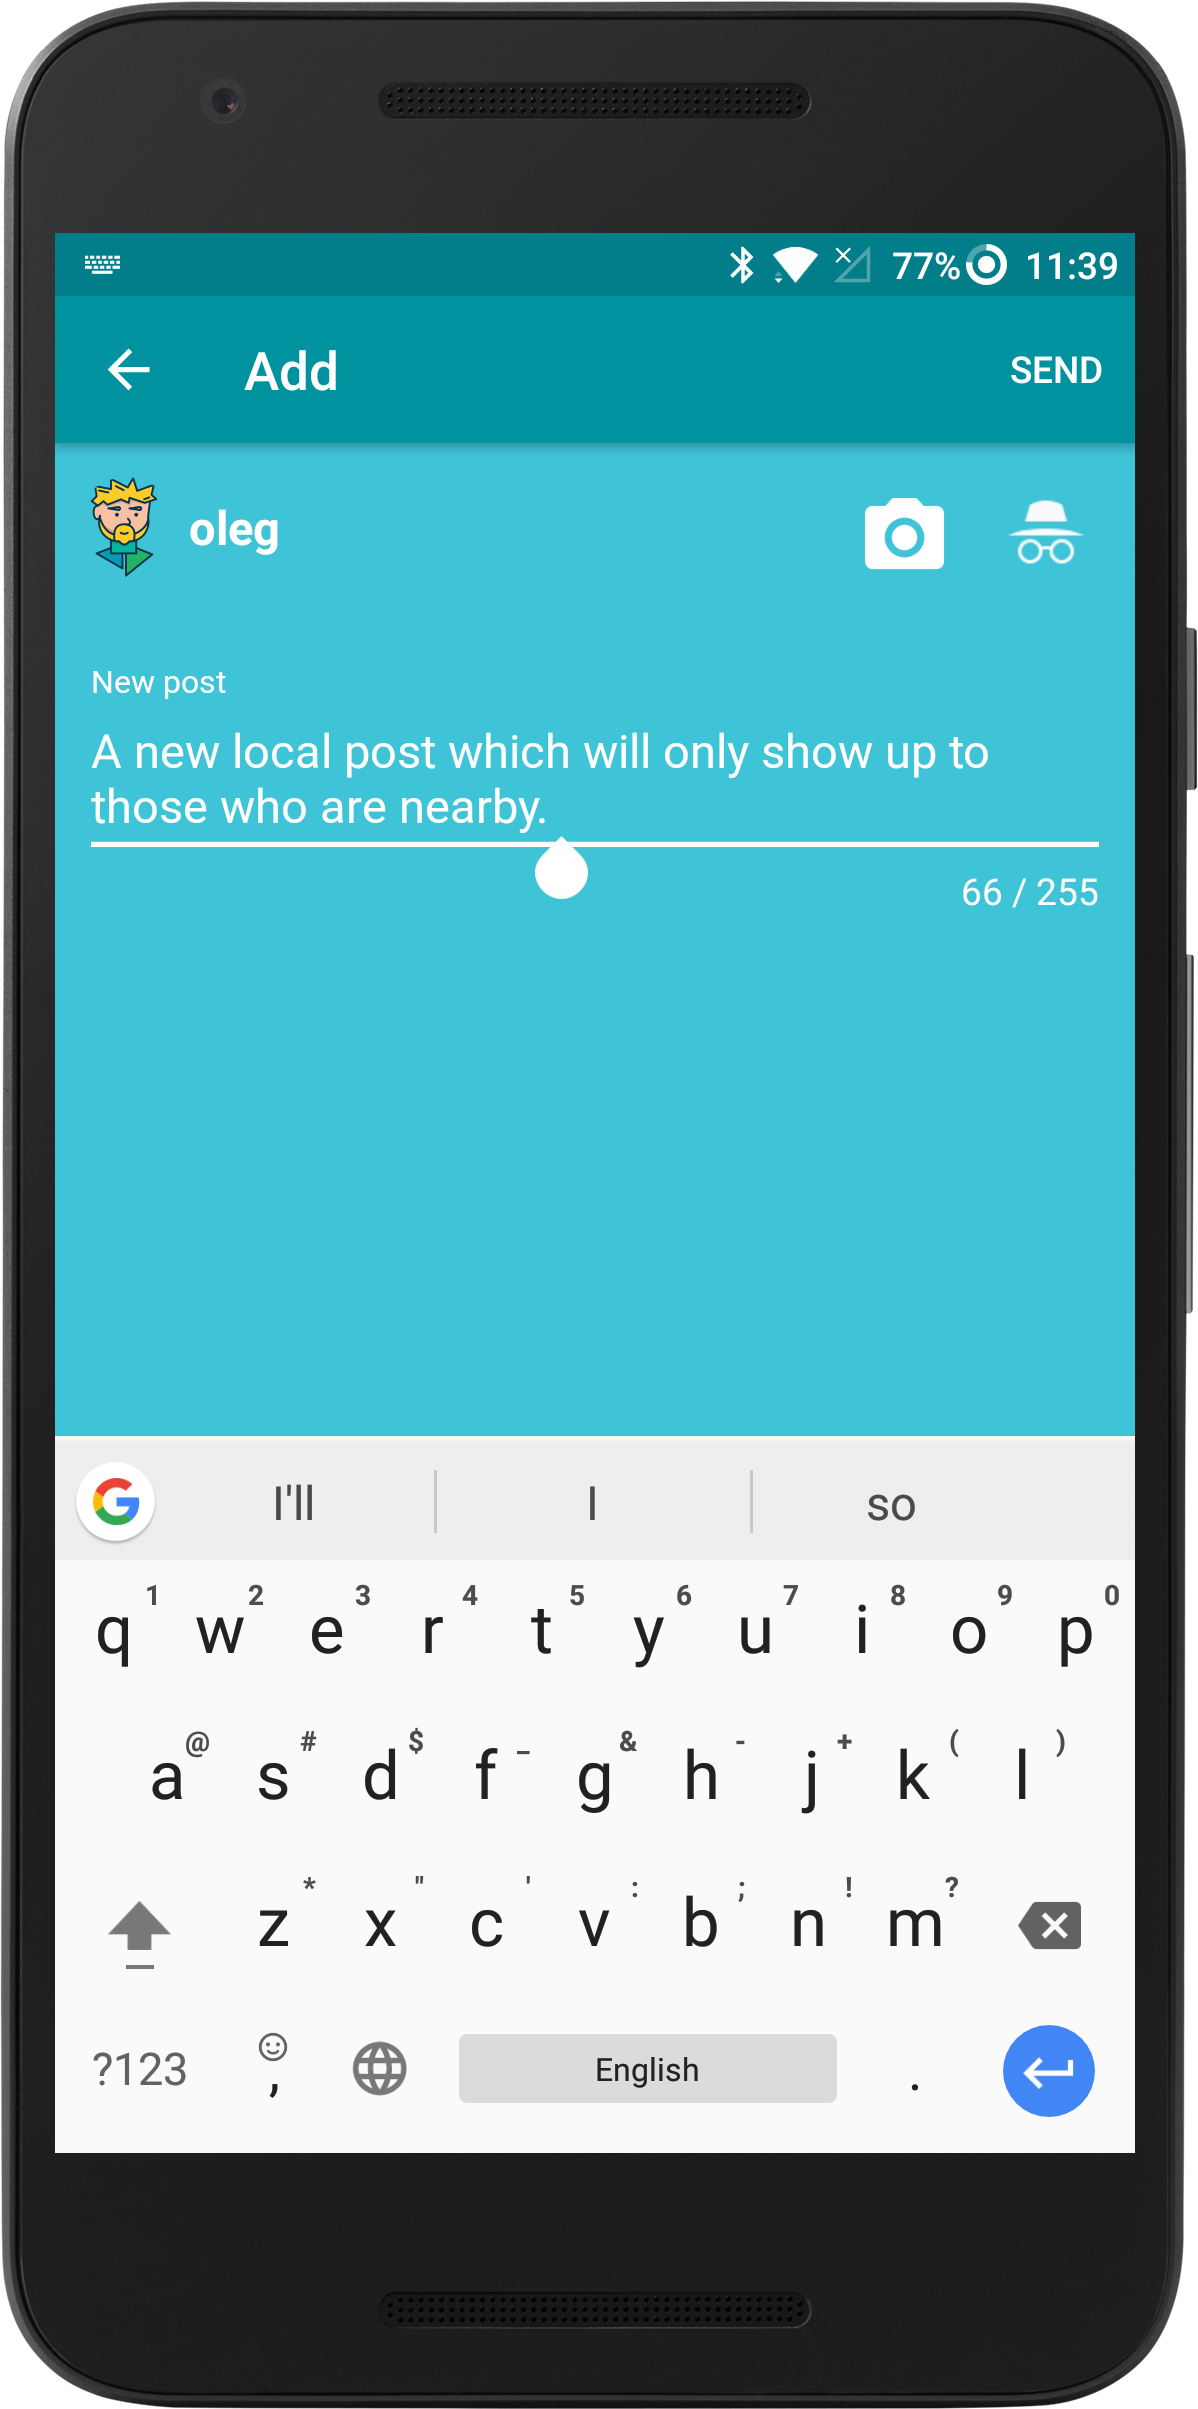 77% 11:39
Add SEND
oleg
New post
A new local post which will only show up to
those who are nearby.
66 / 255
G I'll I so
1 2 3 4 5 6 7 8 9 0
q w e r t y u i o p
@ # $ _ & - + ( )
a s d f g h j k l
* " ' : ; ! ?
z x c v b n m
?123 , English .